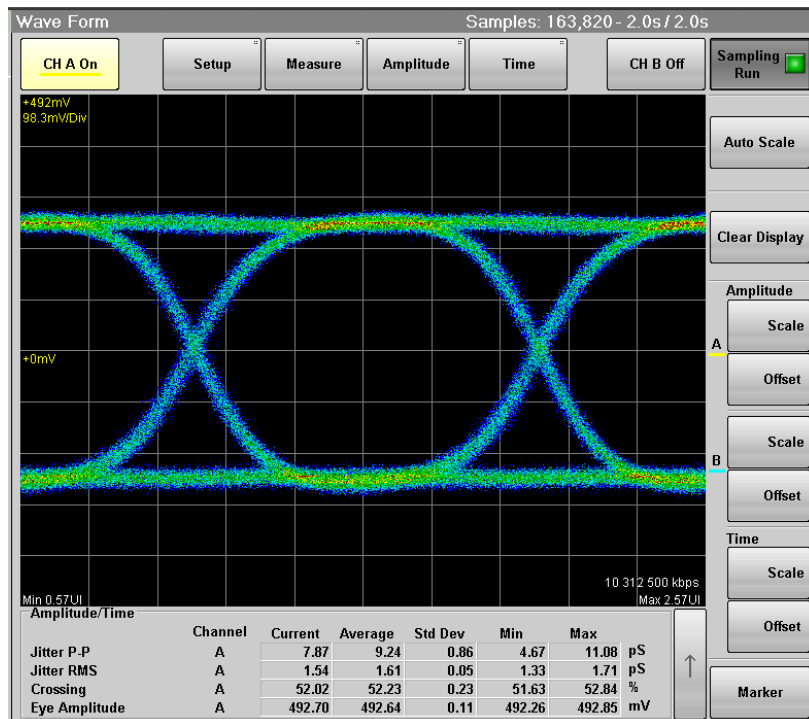 Wave Form Samples: 163,820 - 2.0s / 2.0s
CH A On Setup Measure Amplitude Time CH B Off Sampling Run
+492mV
98.3mV/Div
Auto Scale
Clear Display
Amplitude
Scale
A
+0mV
Offset
Scale
B
Offset
Time
Scale
10 312 500 kbps
Min 0.57UI Max 2.57UI
Offset
Amplitude/Time
Channel Current Average Std Dev Min Max
Jitter P-P A 7.87 9.24 0.86 4.67 11.08 pS
Jitter RMS A 1.54 1.61 0.05 1.33 1.71 pS
Crossing A 52.02 52.23 0.23 51.63 52.84 %
Eye Amplitude A 492.70 492.64 0.11 492.26 492.85 mV
Marker